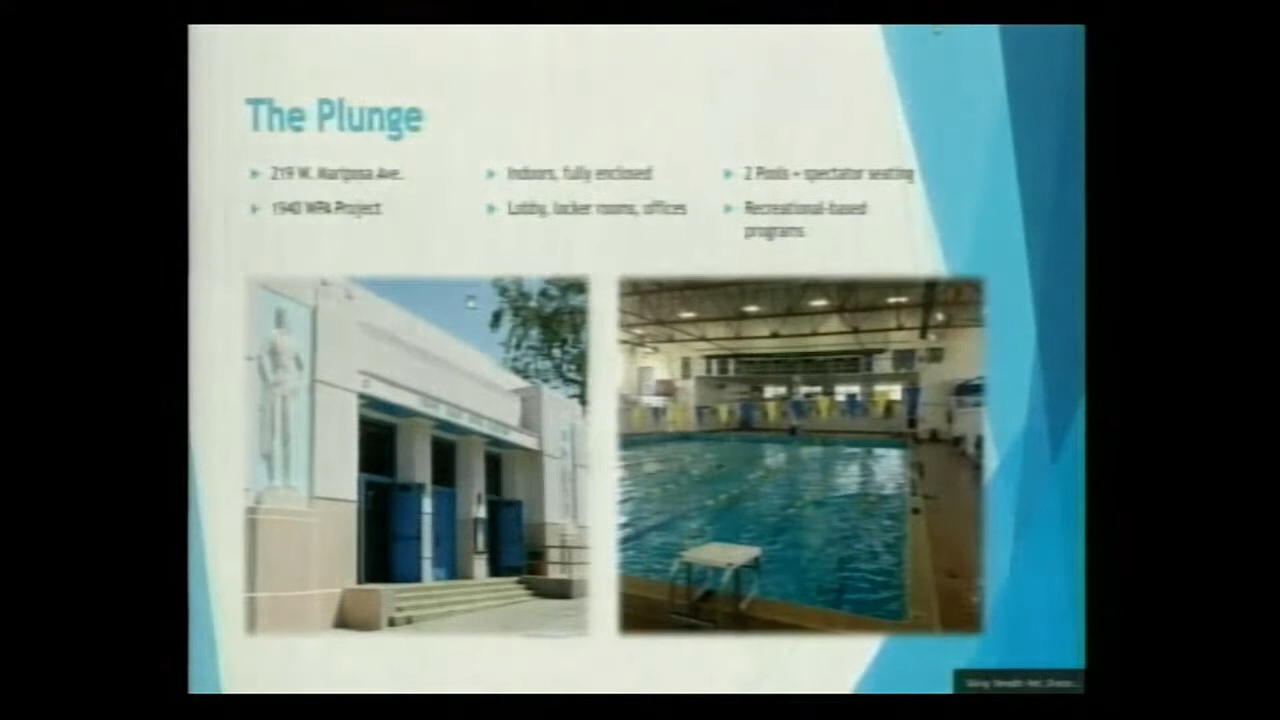 The Plunge
219 W. Mariposa Ave.
1940 WPA Project
Indoors, fully enclosed
Lobby, locker rooms, offices
2 Pools + spectator seating
Recreational-based
programs